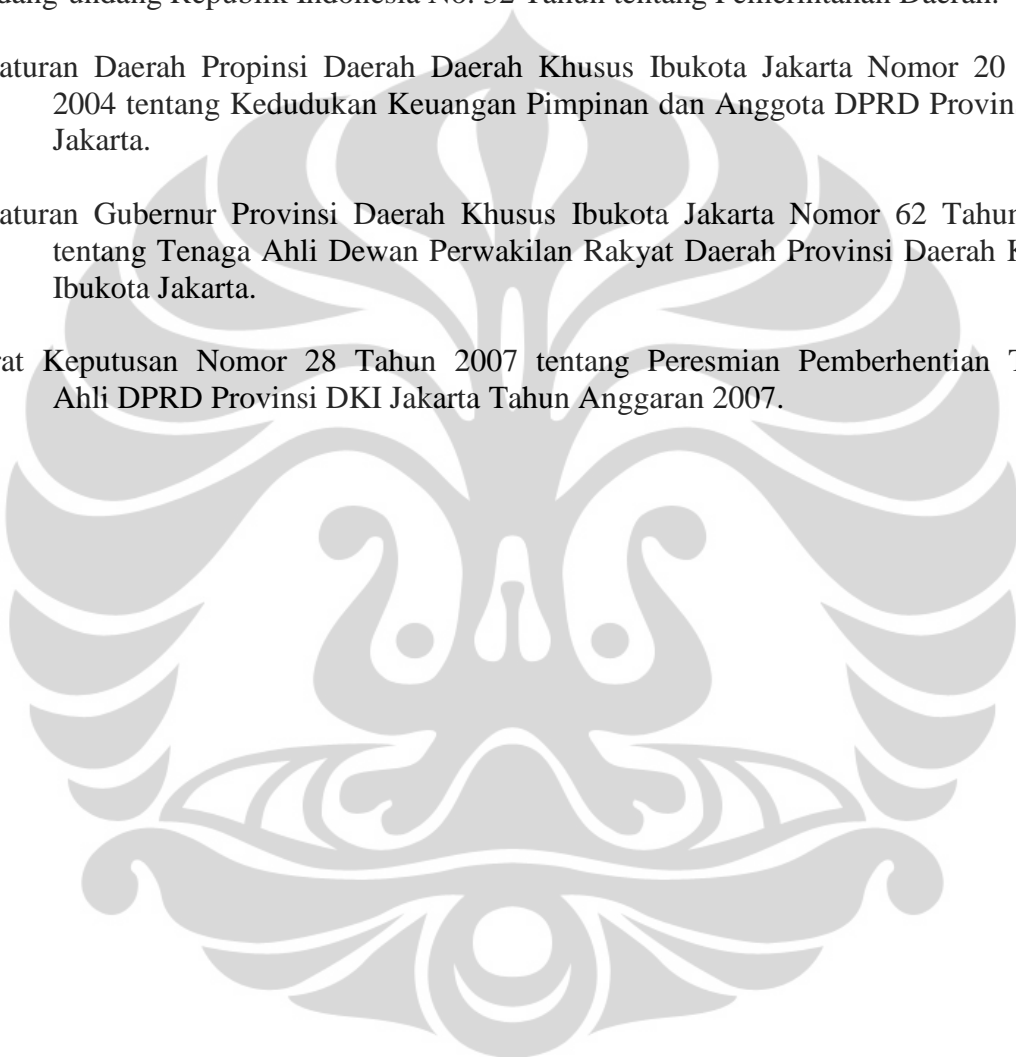 dang-undang Republik Indonesia No. 32 Tahun tentang Pemerintahan Daerah.
aturan Daerah Propinsi Daerah Daerah Khusus Ibukota Jakarta Nomor 20
2004 tentang Kedudukan Keuangan Pimpinan dan Anggota DPRD Provin
Jakarta.
aturan Gubernur Provinsi Daerah Khusus Ibukota Jakarta Nomor 62 Tahun
tentang Tenaga Ahli Dewan Perwakilan Rakyat Daerah Provinsi Daerah K
Ibukota Jakarta.
rat Keputusan Nomor 28 Tahun 2007 tentang Peresmian Pemberhentian T
Ahli DPRD Provinsi DKI Jakarta Tahun Anggaran 2007.